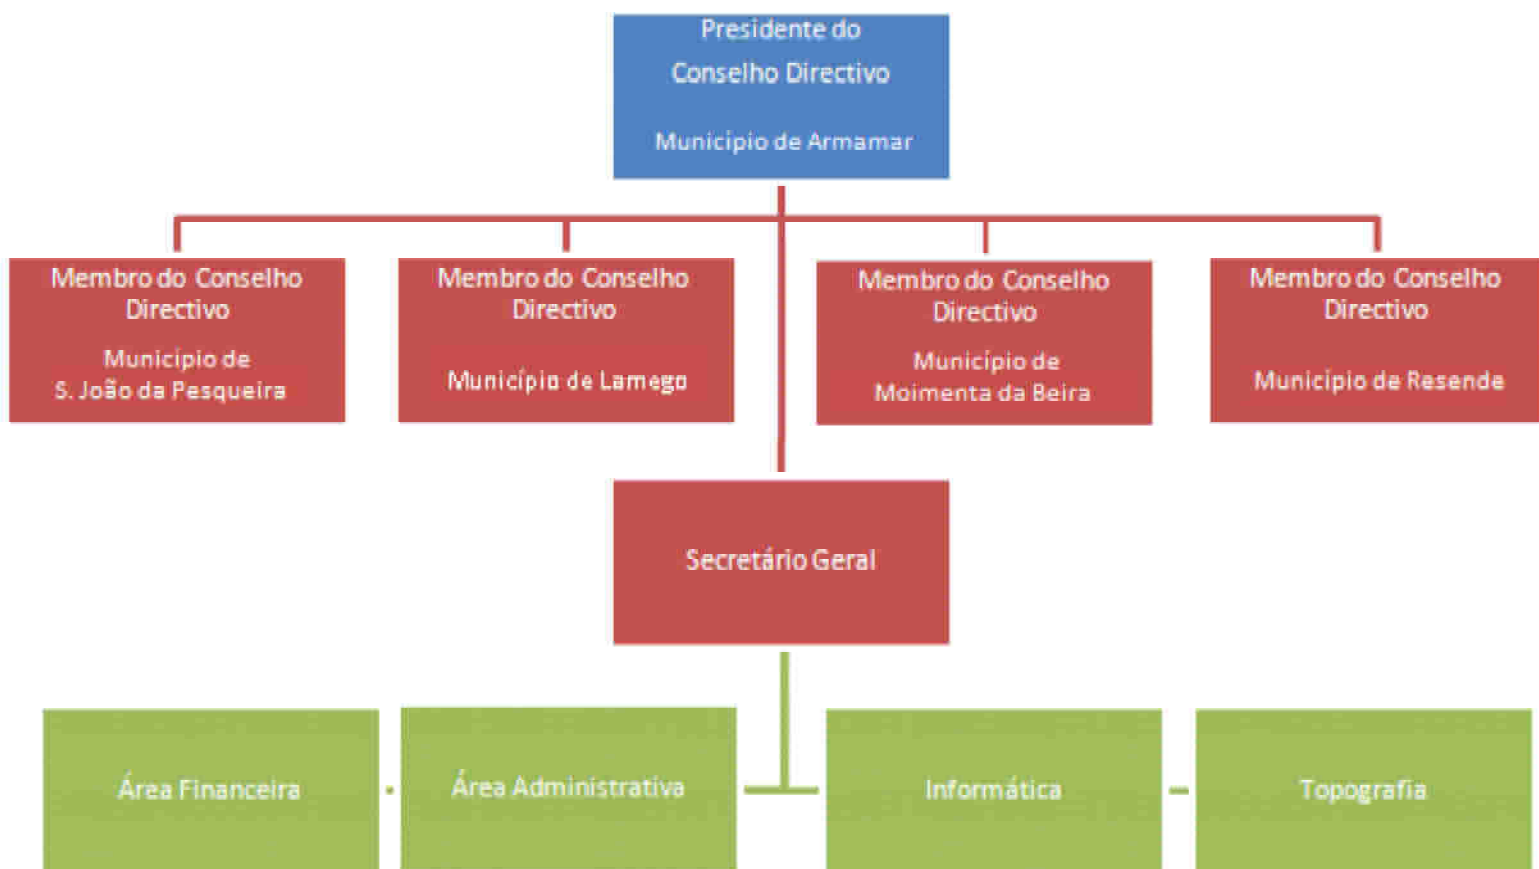 Presidente do
Conselho Directivo
Município de Armamar
Membro do Conselho
Directivo
Município de
S. João da Pesqueira
Membro do Conselho
Directivo
Município de Lamego
Membro do Conselho
Directivo
Município de
Moimenta da Beira
Membro do Conselho
Directivo
Município de Resende
Secretário Geral
Área Financeira
Área Administrativa
Informática
Topografia